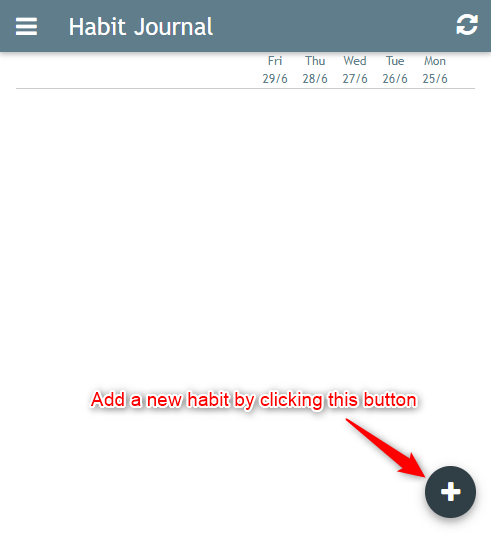 Habit Journal
Fri Thu Wed Tue Mon
29/6 28/6 27/6 26/6 25/6
Add a new habit by clicking this button